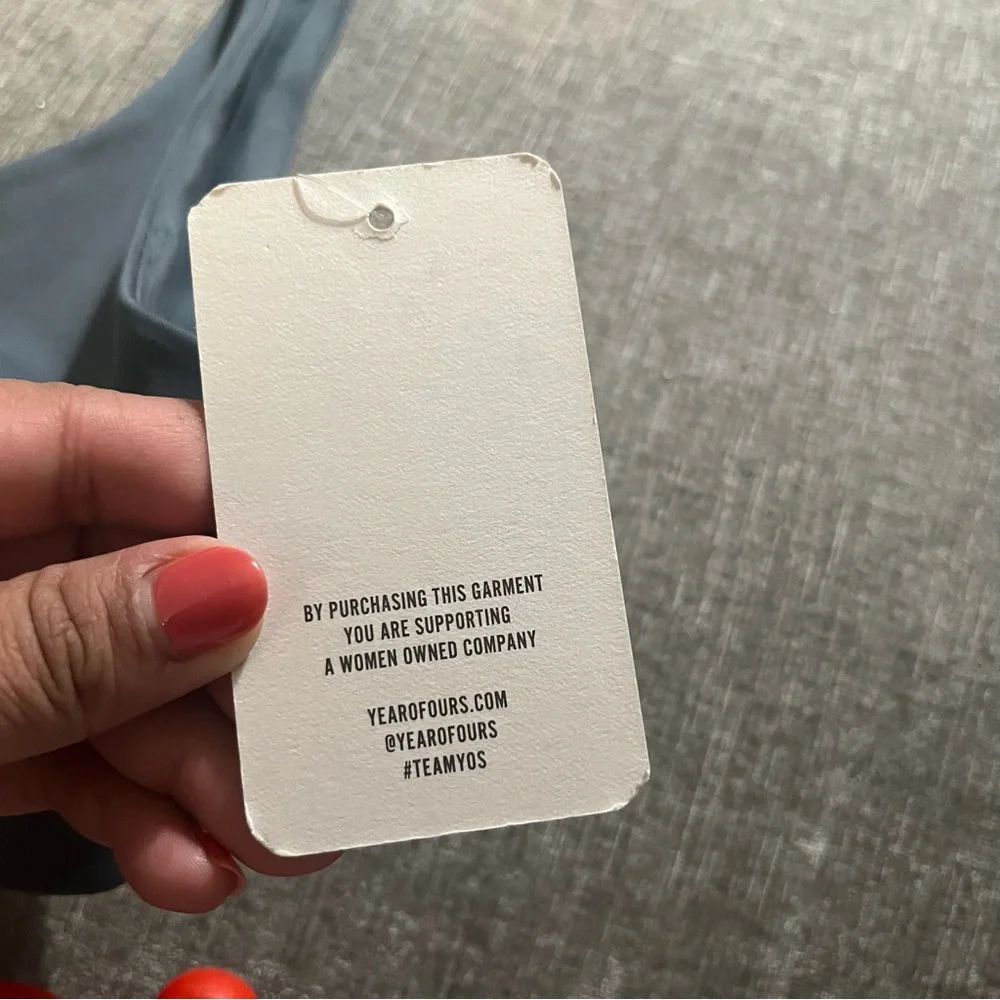 BY PURCHASING THIS GARMENT
YOU ARE SUPPORTING
A WOMEN OWNED COMPANY
YEAROFOURS.COM
@YEAROFOURS
#TEAMYOS